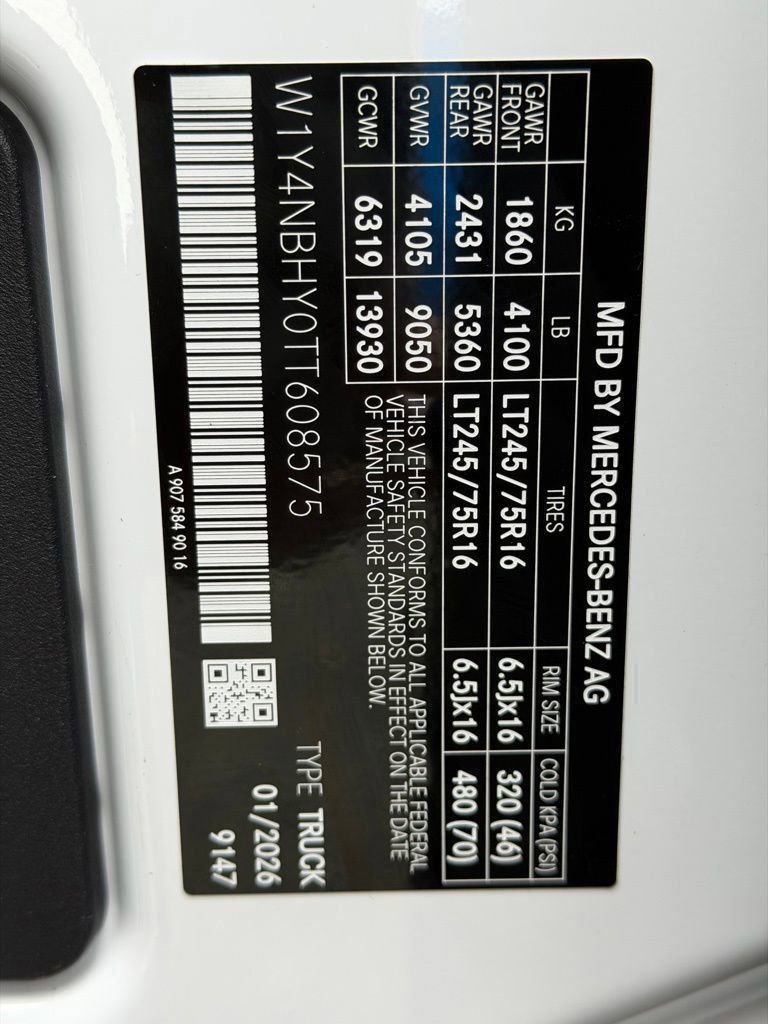 MFD BY MERCEDES-BENZ AG
KG LB TIRES RIM SIZE COLD KPA(PSI)
GAWR FRONT 1860 4100 LT245/75R16 6.5Jx16 320 (46)
GAWR REAR 2431 5360 LT245/75R16 6.5Jx16 480 (70)
GVWR 4105 9050
GCWR 6319 13930
THIS VEHICLE CONFORMS TO ALL APPLICABLE FEDERAL
VEHICLE SAFETY STANDARDS IN EFFECT ON THE DATE
OF MANUFACTURE SHOWN BELOW.
W1Y4NBHY0TT608575
TYPE TRUCK
01/2026
9147
A 907 584 90 16